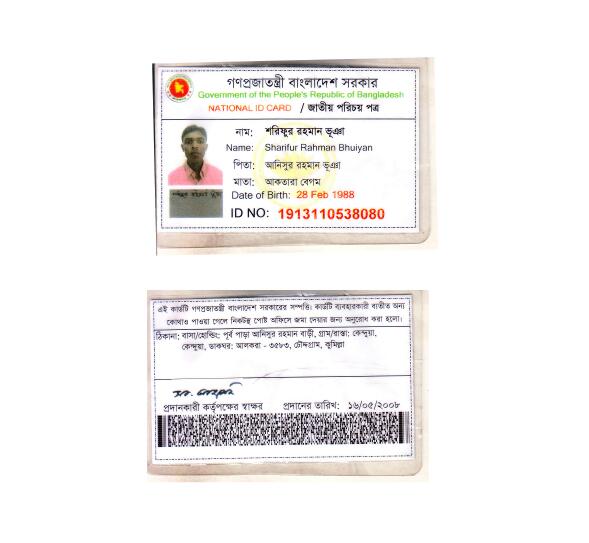 গণপ্রজাতন্ত্রী বাংলাদেশ সরকার
Government of the People's Republic of Bangladesh
NATIONAL ID CARD / জাতীয় পরিচয় পত্র
নাম: শরিফুর রহমান ভূঞা
Name: Sharifur Rahman Bhuiyan
পিতা: আনিসুর রহমান ভূঞা
মাতা: আকতারা বেগম
Date of Birth: 28 Feb 1988
ID NO: 1913110538080
এই কার্ডটি গণপ্রজাতন্ত্রী বাংলাদেশ সরকারের সম্পত্তি। কার্ডটি ব্যবহারকারী ব্যতীত অন্য
কোথাও পাওয়া গেলে নিকটস্থ পোষ্ট অফিসে জমা দেয়ার জন্য অনুরোধ করা হলো।
ঠিকানা: বাসা/হোল্ডিং: পূর্ব পাড়া আনিসুর রহমান বাড়ী, গ্রাম/রাস্তা: কেন্দুয়া,
কেন্দুয়া, ডাকঘর: আলকরা - ৩৫৮৩, চৌদ্দগ্রাম, কুমিল্লা
প্রদানকারী কর্তৃপক্ষের স্বাক্ষর প্রদানের তারিখ: ১৬/০৫/২০০৮